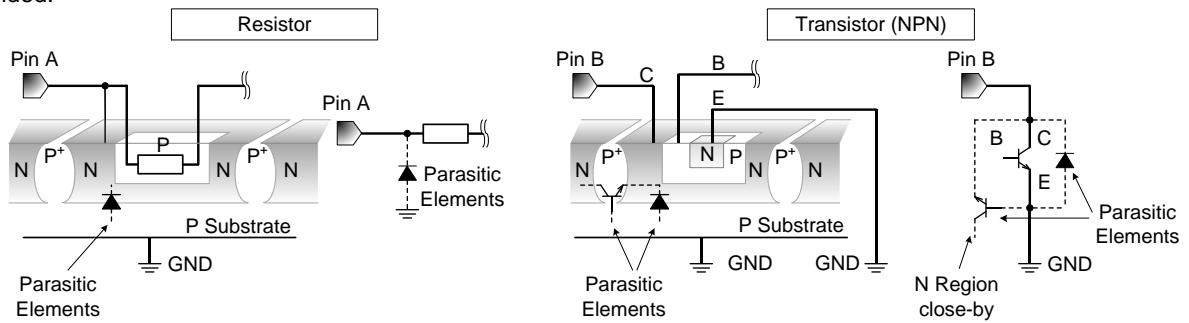 Resistor
Transistor (NPN)
Pin A
Pin B
C
B
E
Pin B
Pin A
N
P+
N
P
P+
N
N
P+
N
P
N
P+
N
B
C
E
Parasitic
Elements
P Substrate
GND
Parasitic
Elements
P Substrate
GND
GND
Parasitic
Elements
Parasitic
Elements
GND
N Region
close-by